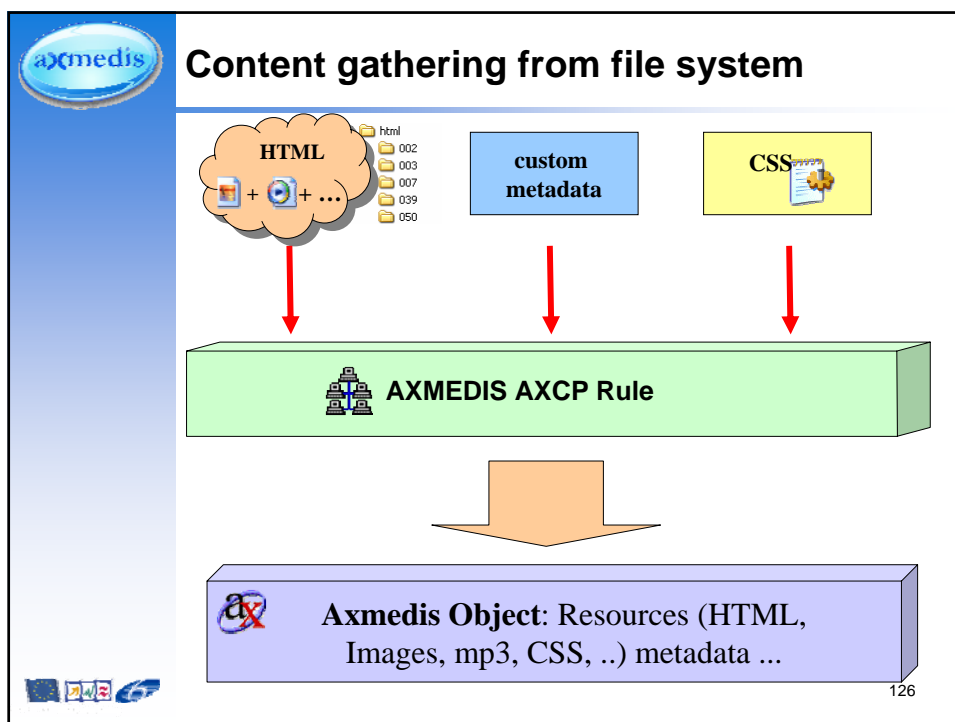 axmedis
Content gathering from file system
HTML
+ + ...
html
002
003
007
039
050
custom
metadata
CSS
AXMEDIS AXCP Rule
ax
Axmedis Object: Resources (HTML,
Images, mp3, CSS, ..) metadata ...
126